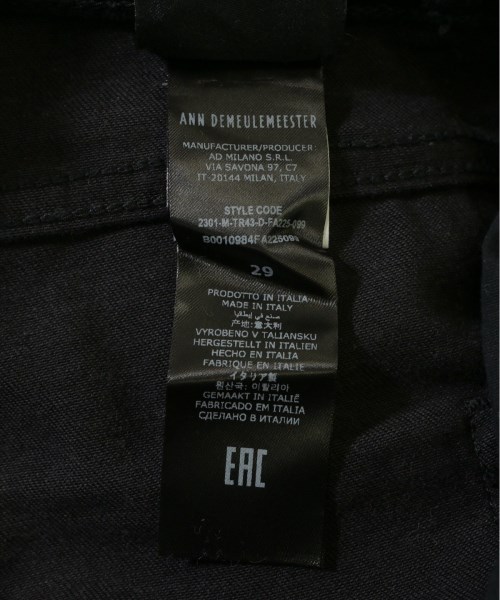 ANN DEMEULEMEESTER
MANUFACTURER/PRODUCER
AD MILANO S.R.L.
VIA SAVONA 97, C7
IT-20144 MILAN, ITALY
STYLE CODE
2301-M-TR43-D-FA225-099
B0010984FA225099
29
PRODOTTO IN ITALIA
MADE IN ITALY
صنع في إيطاليا
产地:意大利
VYROBENO V TALIANSKU
HERGESTELLT IN ITALIEN
HECHO EN ITALIA
FABRIQUE EN ITALIE
イタリア製
원산국: 이탈리아
GEMAAKT IN ITALIË
FABRICADO EM ITALIA
СДЕЛАНО В ИТАЛИИ
EAC